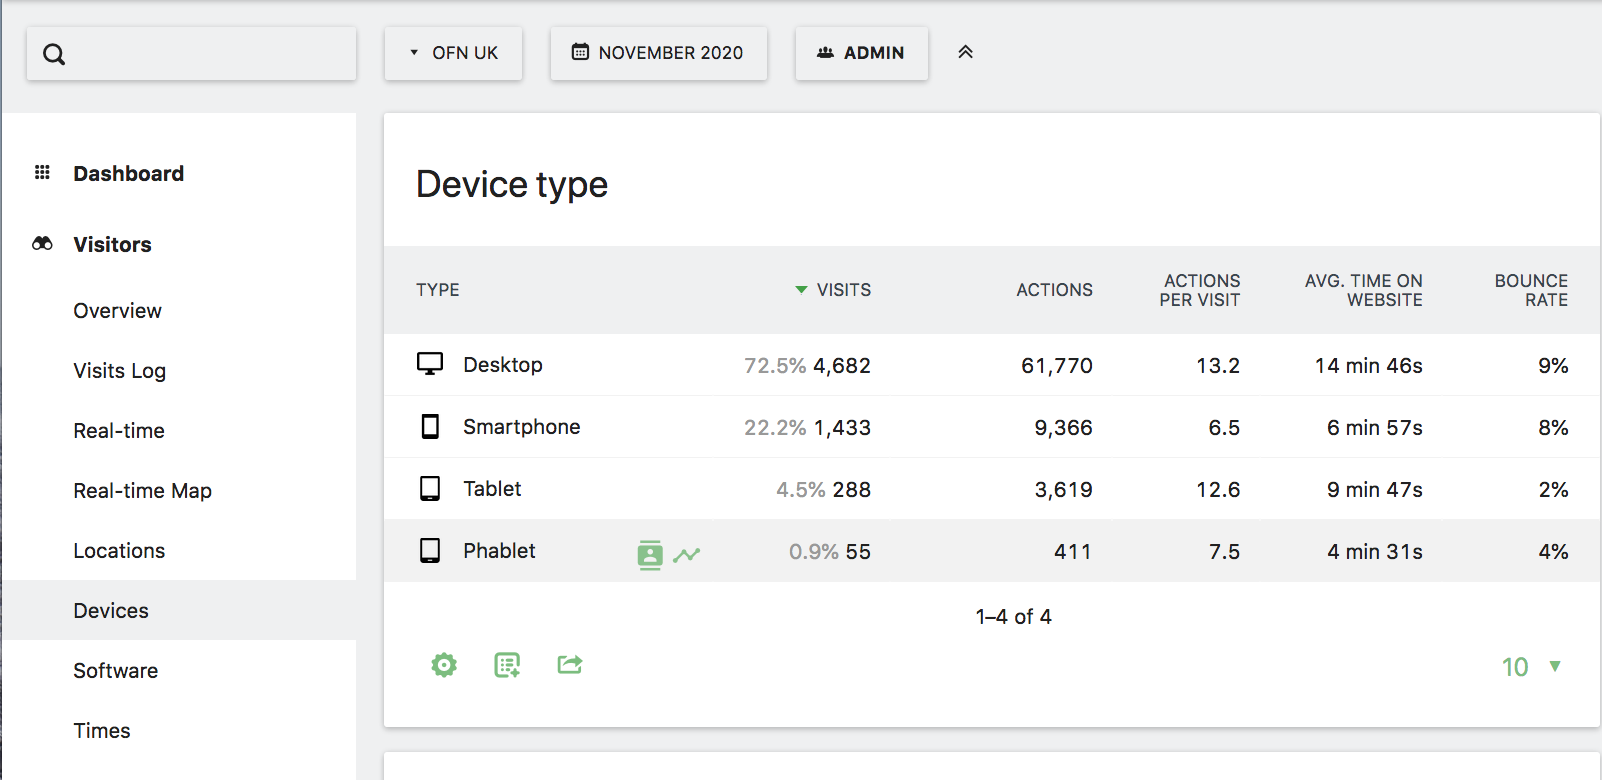 OFN UK
NOVEMBER 2020
ADMIN
Dashboard
Visitors
Overview
Visits Log
Real-time
Real-time Map
Locations
Devices
Software
Times
Device type
TYPE VISITS ACTIONS ACTIONS PER VISIT AVG. TIME ON WEBSITE BOUNCE RATE
Desktop 72.5% 4,682 61,770 13.2 14 min 46s 9%
Smartphone 22.2% 1,433 9,366 6.5 6 min 57s 8%
Tablet 4.5% 288 3,619 12.6 9 min 47s 2%
Phablet 0.9% 55 411 7.5 4 min 31s 4%
1–4 of 4
10